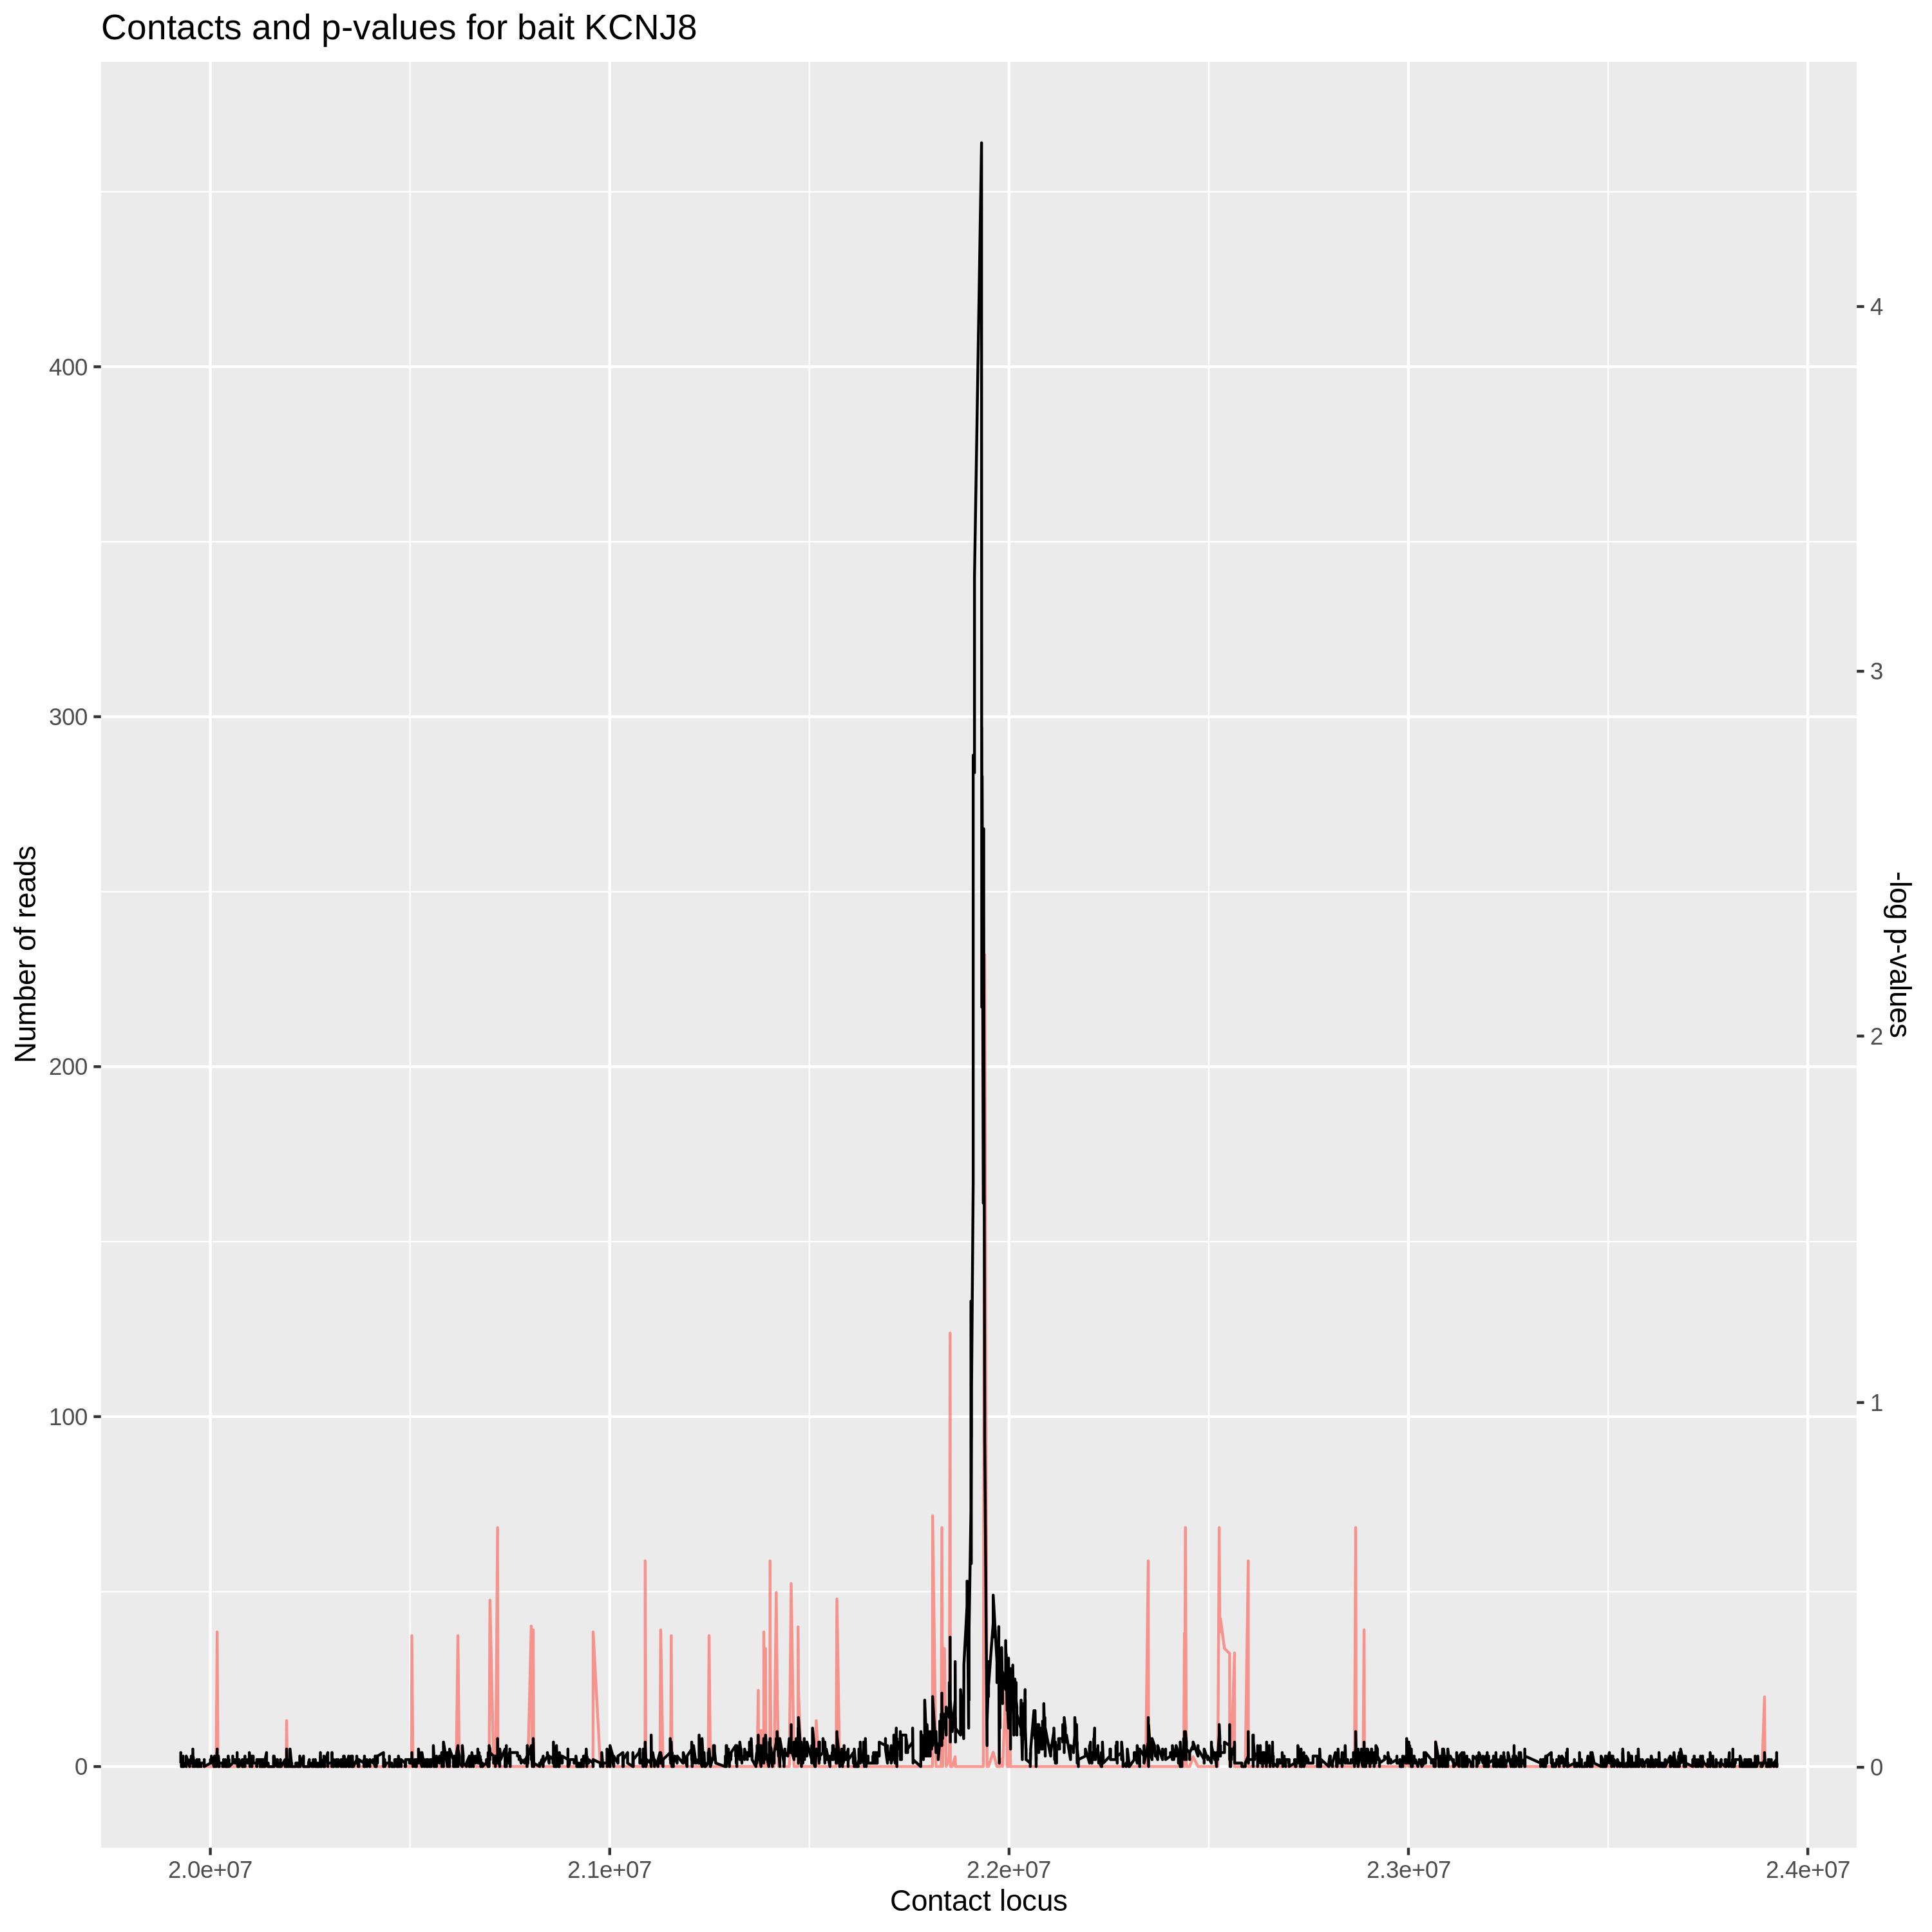 Contacts and p-values for bait KCNJ8
Number of reads
400
300
200
100
0
4
3
2
1
0
-log p-values
2.0e+07
2.1e+07
2.2e+07
2.3e+07
2.4e+07
Contact locus